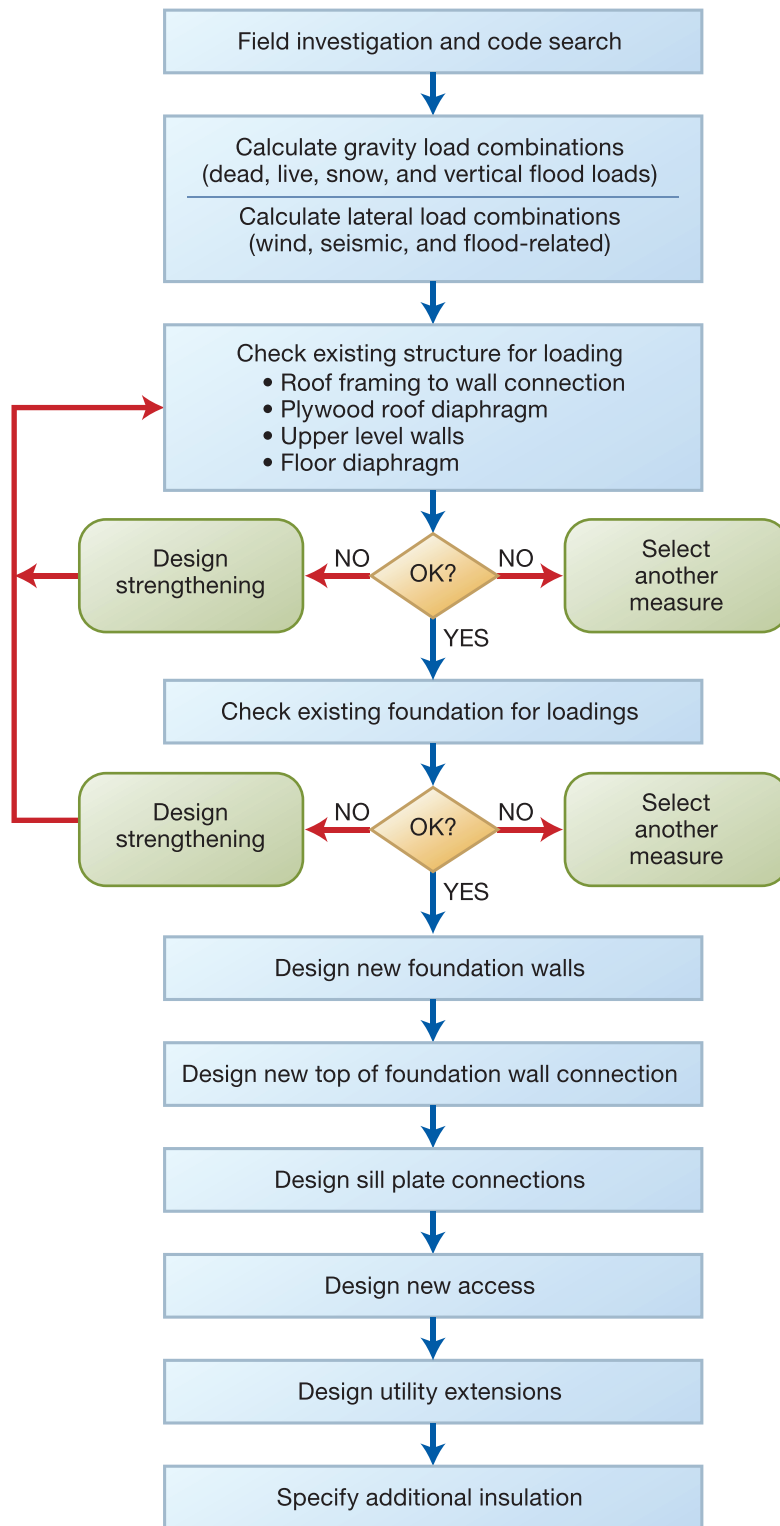 Field investigation and code search
Calculate gravity load combinations
(dead, live, snow, and vertical flood loads)
Calculate lateral load combinations
(wind, seismic, and flood-related)
Check existing structure for loading
• Roof framing to wall connection
• Plywood roof diaphragm
• Upper level walls
• Floor diaphragm
Design
strengthening
NO
OK?
NO
Select
another
measure
YES
Check existing foundation for loadings
Design
strengthening
NO
OK?
NO
Select
another
measure
YES
Design new foundation walls
Design new top of foundation wall connection
Design sill plate connections
Design new access
Design utility extensions
Specify additional insulation